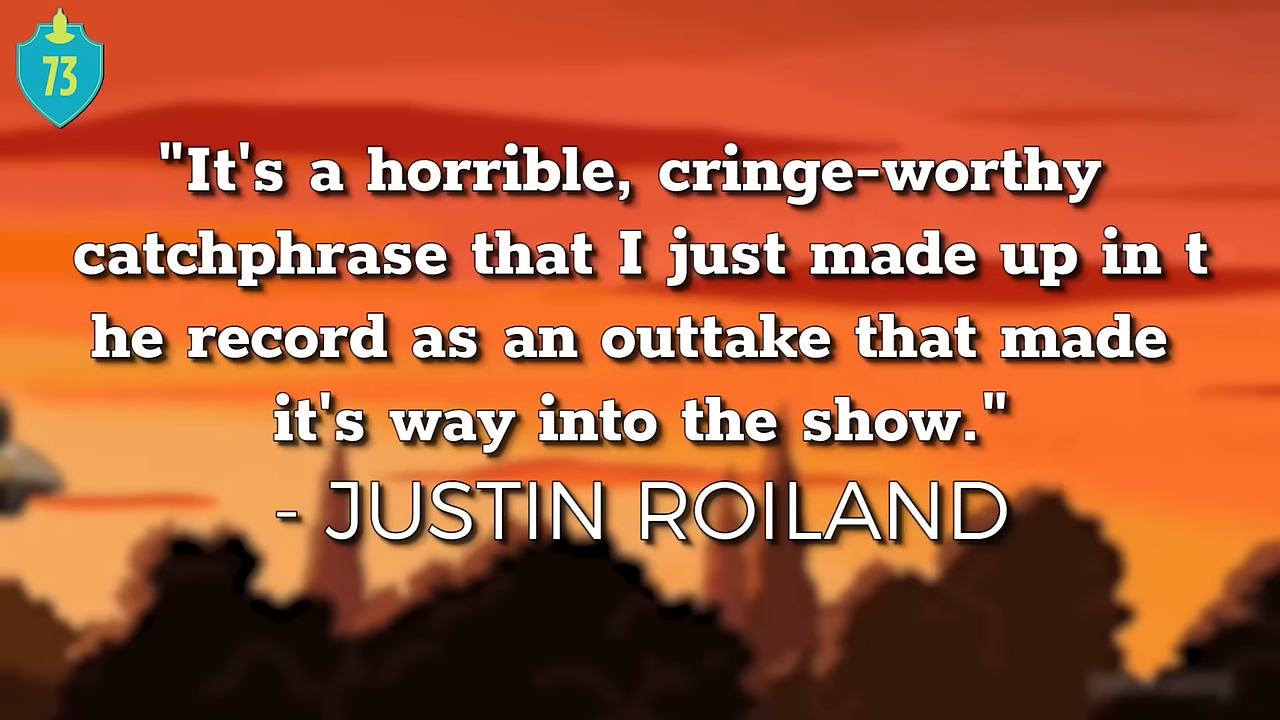 73
"It's a horrible, cringe-worthy
catchphrase that I just made up in t
he record as an outtake that made
it's way into the show."
- JUSTIN ROILAND